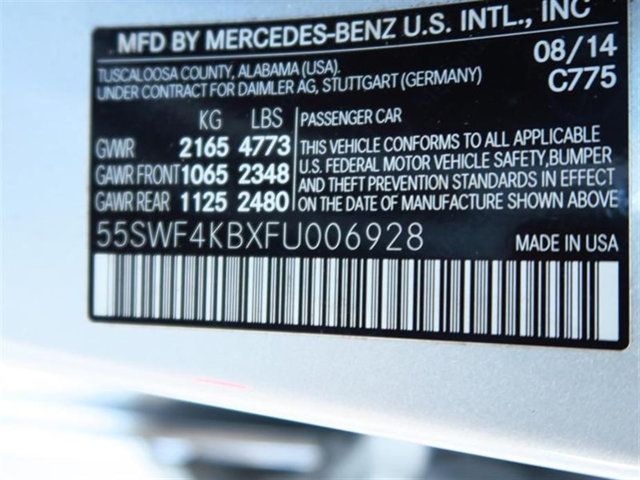 MFD BY MERCEDES-BENZ U.S. INTL., INC
TUSCALOOSA COUNTY, ALABAMA (USA). 08/14
UNDER CONTRACT FOR DAIMLER AG, STUTTGART (GERMANY) C775
KG LBS
GVWR 2165 4773
GAWR FRONT 1065 2348
GAWR REAR 1125 2480
PASSENGER CAR
THIS VEHICLE CONFORMS TO ALL APPLICABLE
U.S. FEDERAL MOTOR VEHICLE SAFETY, BUMPER
AND THEFT PREVENTION STANDARDS IN EFFECT
ON THE DATE OF MANUFACTURE SHOWN ABOVE
55SWF4KBXFU006928 MADE IN USA